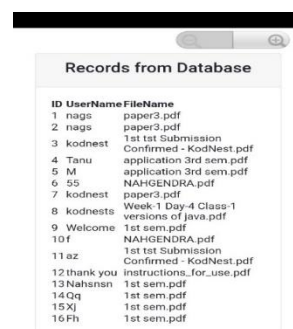 Records from Database
ID UserName FileName
1 nags paper3.pdf
2 nags paper3.pdf
3 kodnest 1st tst Submission
Confirmed - KodNest.pdf
4 Tanu application 3rd sem.pdf
5 M application 3rd sem.pdf
6 55 NAHGENDRA.pdf
7 kodnest paper3.pdf
8 kodnests Week-1 Day-4 Class-1
versions of java.pdf
9 Welcome 1st sem.pdf
10 f NAHGENDRA.pdf
11 az 1st tst Submission
Confirmed - KodNest.pdf
12 thank you instructions_for_use.pdf
13 Nahsnsn 1st sem.pdf
14 Qq 1st sem.pdf
15 Xj 1st sem.pdf
16 Fh 1st sem.pdf